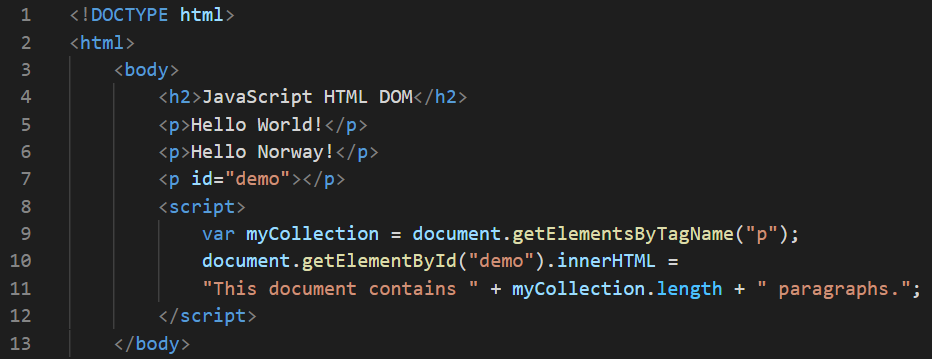 1 <!DOCTYPE html>
2 <html>
3 <body>
4 <h2>JavaScript HTML DOM</h2>
5 <p>Hello World!</p>
6 <p>Hello Norway!</p>
7 <p id="demo"></p>
8 <script>
9 var myCollection = document.getElementsByTagName("p");
10 document.getElementById("demo").innerHTML =
11 "This document contains " + myCollection.length + " paragraphs.";
12 </script>
13 </body>